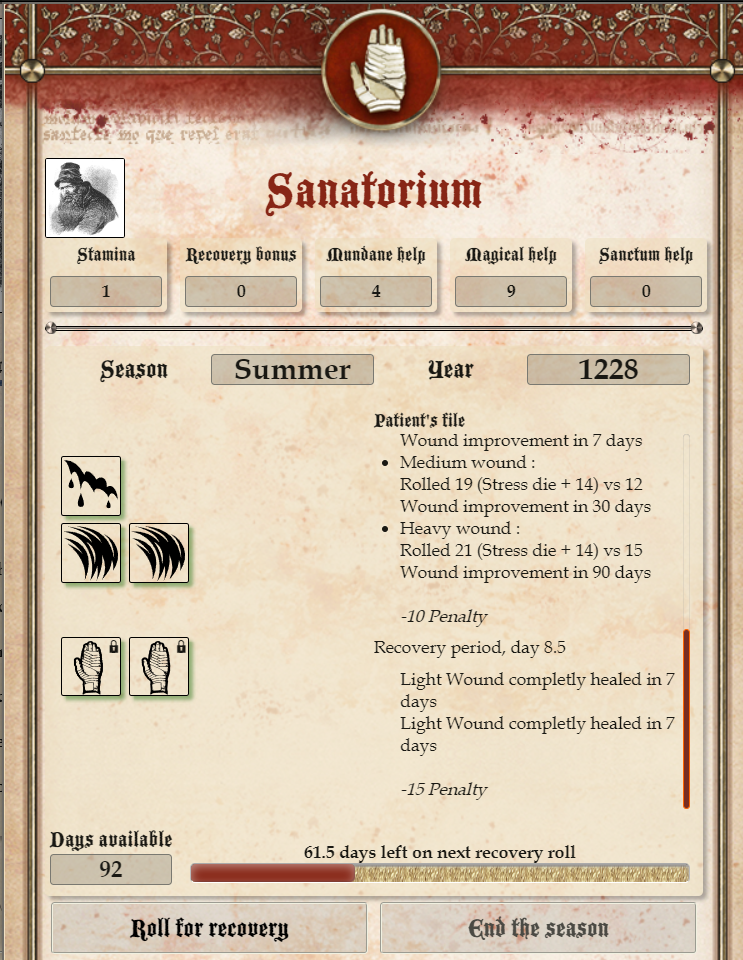 Sanatorium
Stamina
Recovery bonus
Mundane help
Magical help
Sanctum help
1
0
4
9
0
Season
Summer
Year
1228
Patient's file
Wound improvement in 7 days
• Medium wound :
Rolled 19 (Stress die + 14) vs 12
Wound improvement in 30 days
• Heavy wound :
Rolled 21 (Stress die + 14) vs 15
Wound improvement in 90 days
-10 Penalty
Recovery period, day 8.5
Light Wound completly healed in 7
days
Light Wound completly healed in 7
days
-15 Penalty
Days available
92
61.5 days left on next recovery roll
Roll for recovery
End the season